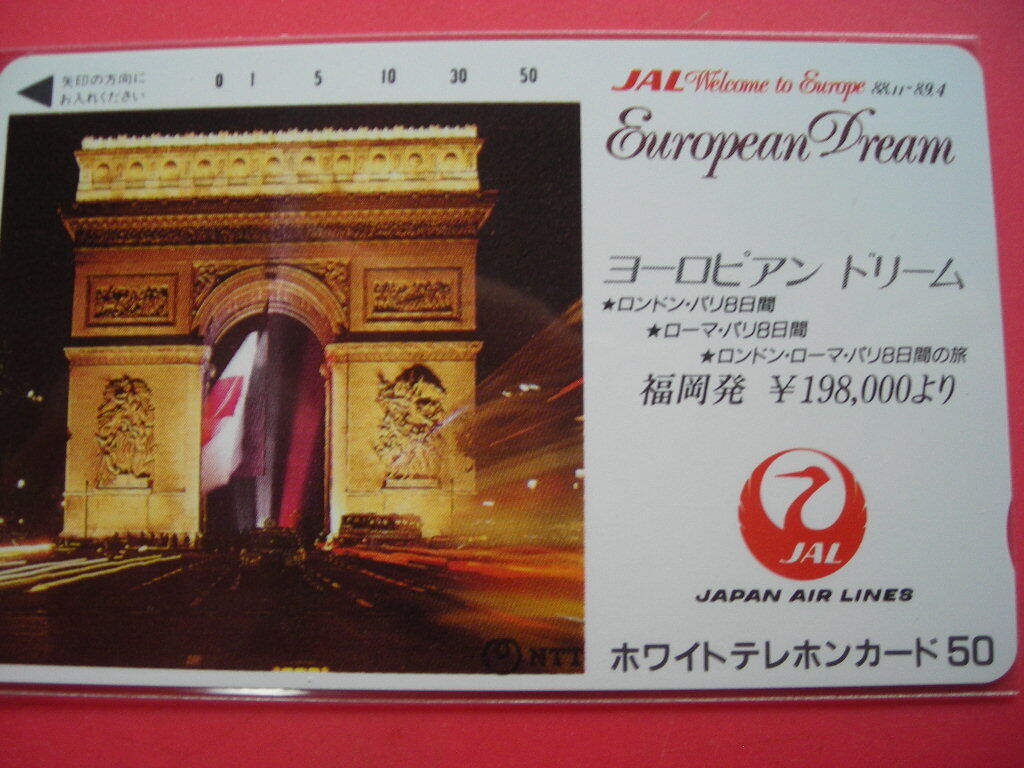 矢印の方向に
お入れください
0 1 5 10 30 50
JAL Welcome to Europe 88.11~89.4
European Dream
ヨーロピアン ドリーム
★ロンドン・パリ8日間
★ローマ・パリ8日間
★ロンドン・ローマ・パリ8日間の旅
福岡発 ¥198,000より
JAL
JAPAN AIR LINES
NTT
ホワイトテレホンカード50